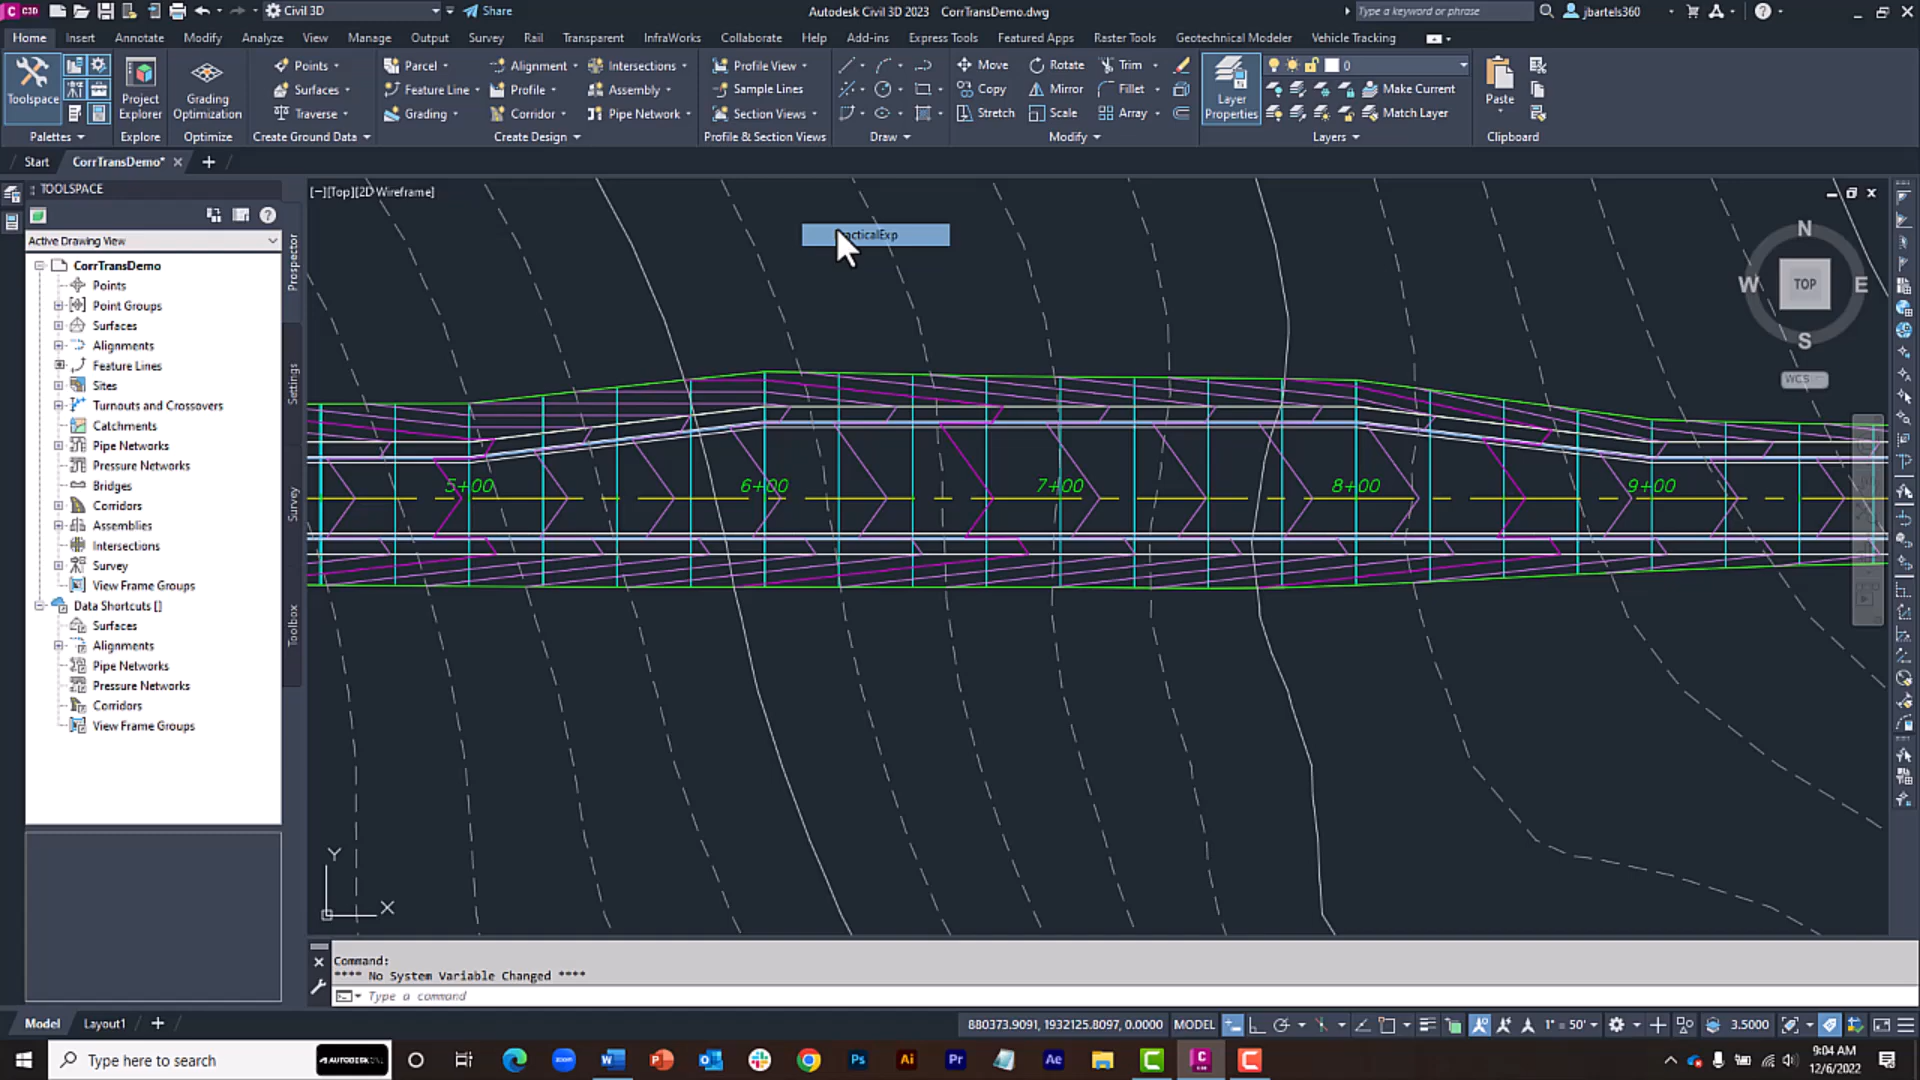 C3D Civil 3D Share Autodesk Civil 3D 2023 CorrTransDemo.dwg Type a keyword or phrase jbartels360
Home Insert Annotate Modify Analyze View Manage Output Survey Rail Transparent InfraWorks Collaborate Help Add-ins Express Tools Featured Apps Raster Tools Geotechnical Modeler Vehicle Tracking
Points Parcel Alignment Intersections Profile View Move Rotate Trim 0
Toolspace Project Explorer Grading Optimization Surfaces Feature Line Profile Assembly Sample Lines Copy Mirror Fillet Layer Properties Make Current Paste
Traverse Grading Corridor Pipe Network Section Views Stretch Scale Array Match Layer
Palettes Explore Optimize Create Ground Data Create Design Profile & Section Views Draw Modify Layers Clipboard
Start CorrTransDemo*
TOOLSPACE
[−][Top][2D Wireframe]
Active Drawing View
CorrTransDemo
Points
Point Groups
Surfaces
Alignments
Feature Lines
Sites
Turnouts and Crossovers
Catchments
Pipe Networks
Pressure Networks
Bridges
Corridors
Assemblies
Intersections
Survey
View Frame Groups
Data Shortcuts []
Surfaces
Alignments
Pipe Networks
Pressure Networks
Corridors
View Frame Groups
Prospector
Settings
Survey
Toolbox
N
W TOP E
S
WCS
5+00 6+00 7+00 8+00 9+00
Y
X
Command:
**** No System Variable Changed ****
Type a command
Model Layout1 880373.9091, 1932125.8097, 0.0000 MODEL 1" = 50' 3.5000
Type here to search AUTODESK Ps Ai Pr Ae 9:04 AM
12/6/2022